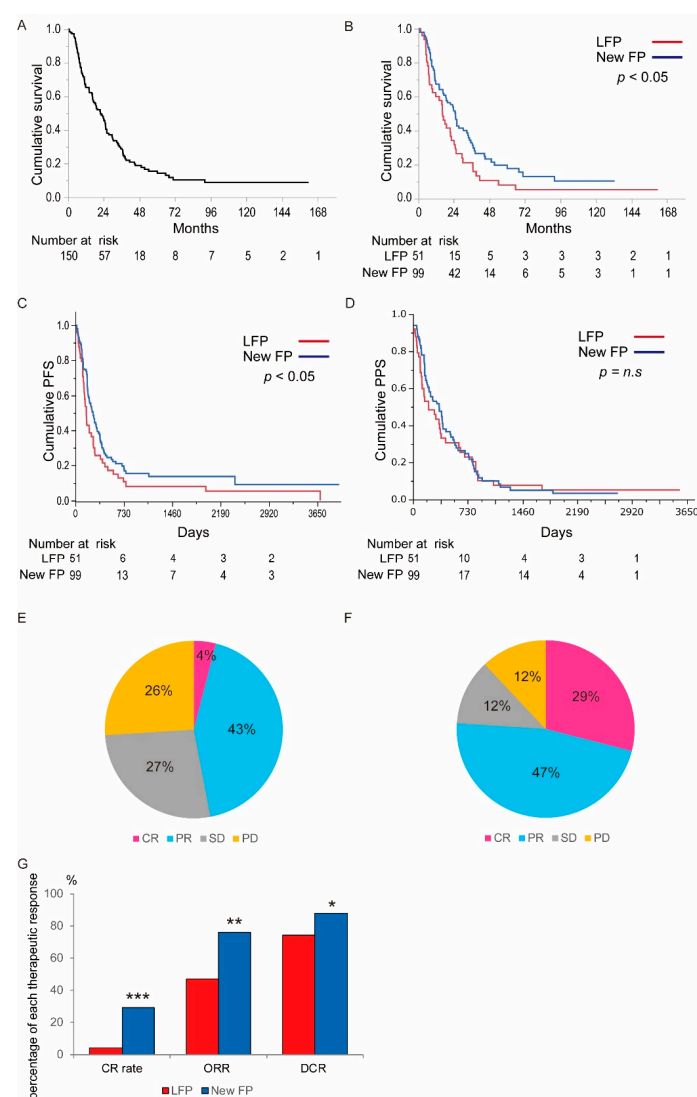 A
Cumulative survival
1.0
0.8
0.6
0.4
0.2
0.0
0 24 48 72 96 120 144 168
Months
Number at risk
150 57 18 8 7 5 2 1
B
Cumulative survival
1.0
0.8
0.6
0.4
0.2
0.0
LFP
New FP
p < 0.05
0 24 48 72 96 120 144 168
Months
Number at risk
LFP 51 15 5 3 3 3 2 1
New FP 99 42 14 6 5 3 1 1
C
Cumulative PFS
1.0
0.8
0.6
0.4
0.2
0.0
LFP
New FP
p < 0.05
0 730 1460 2190 2920 3650
Days
Number at risk
LFP 51 6 4 3 2
New FP 99 13 7 4 3
D
Cumulative PPS
1.0
0.8
0.6
0.4
0.2
0.0
LFP
New FP
p = n.s
0 730 1460 2190 2920 3650
Days
Number at risk
LFP 51 10 4 3 1
New FP 99 17 14 4 1
E
4%
26%
43%
27%
CR PR SD PD
F
12%
29%
12%
47%
CR PR SD PD
G
percentage of each therapeutic response
%
100
80
60
40
20
0
***
**
*
CR rate ORR DCR
LFP New FP